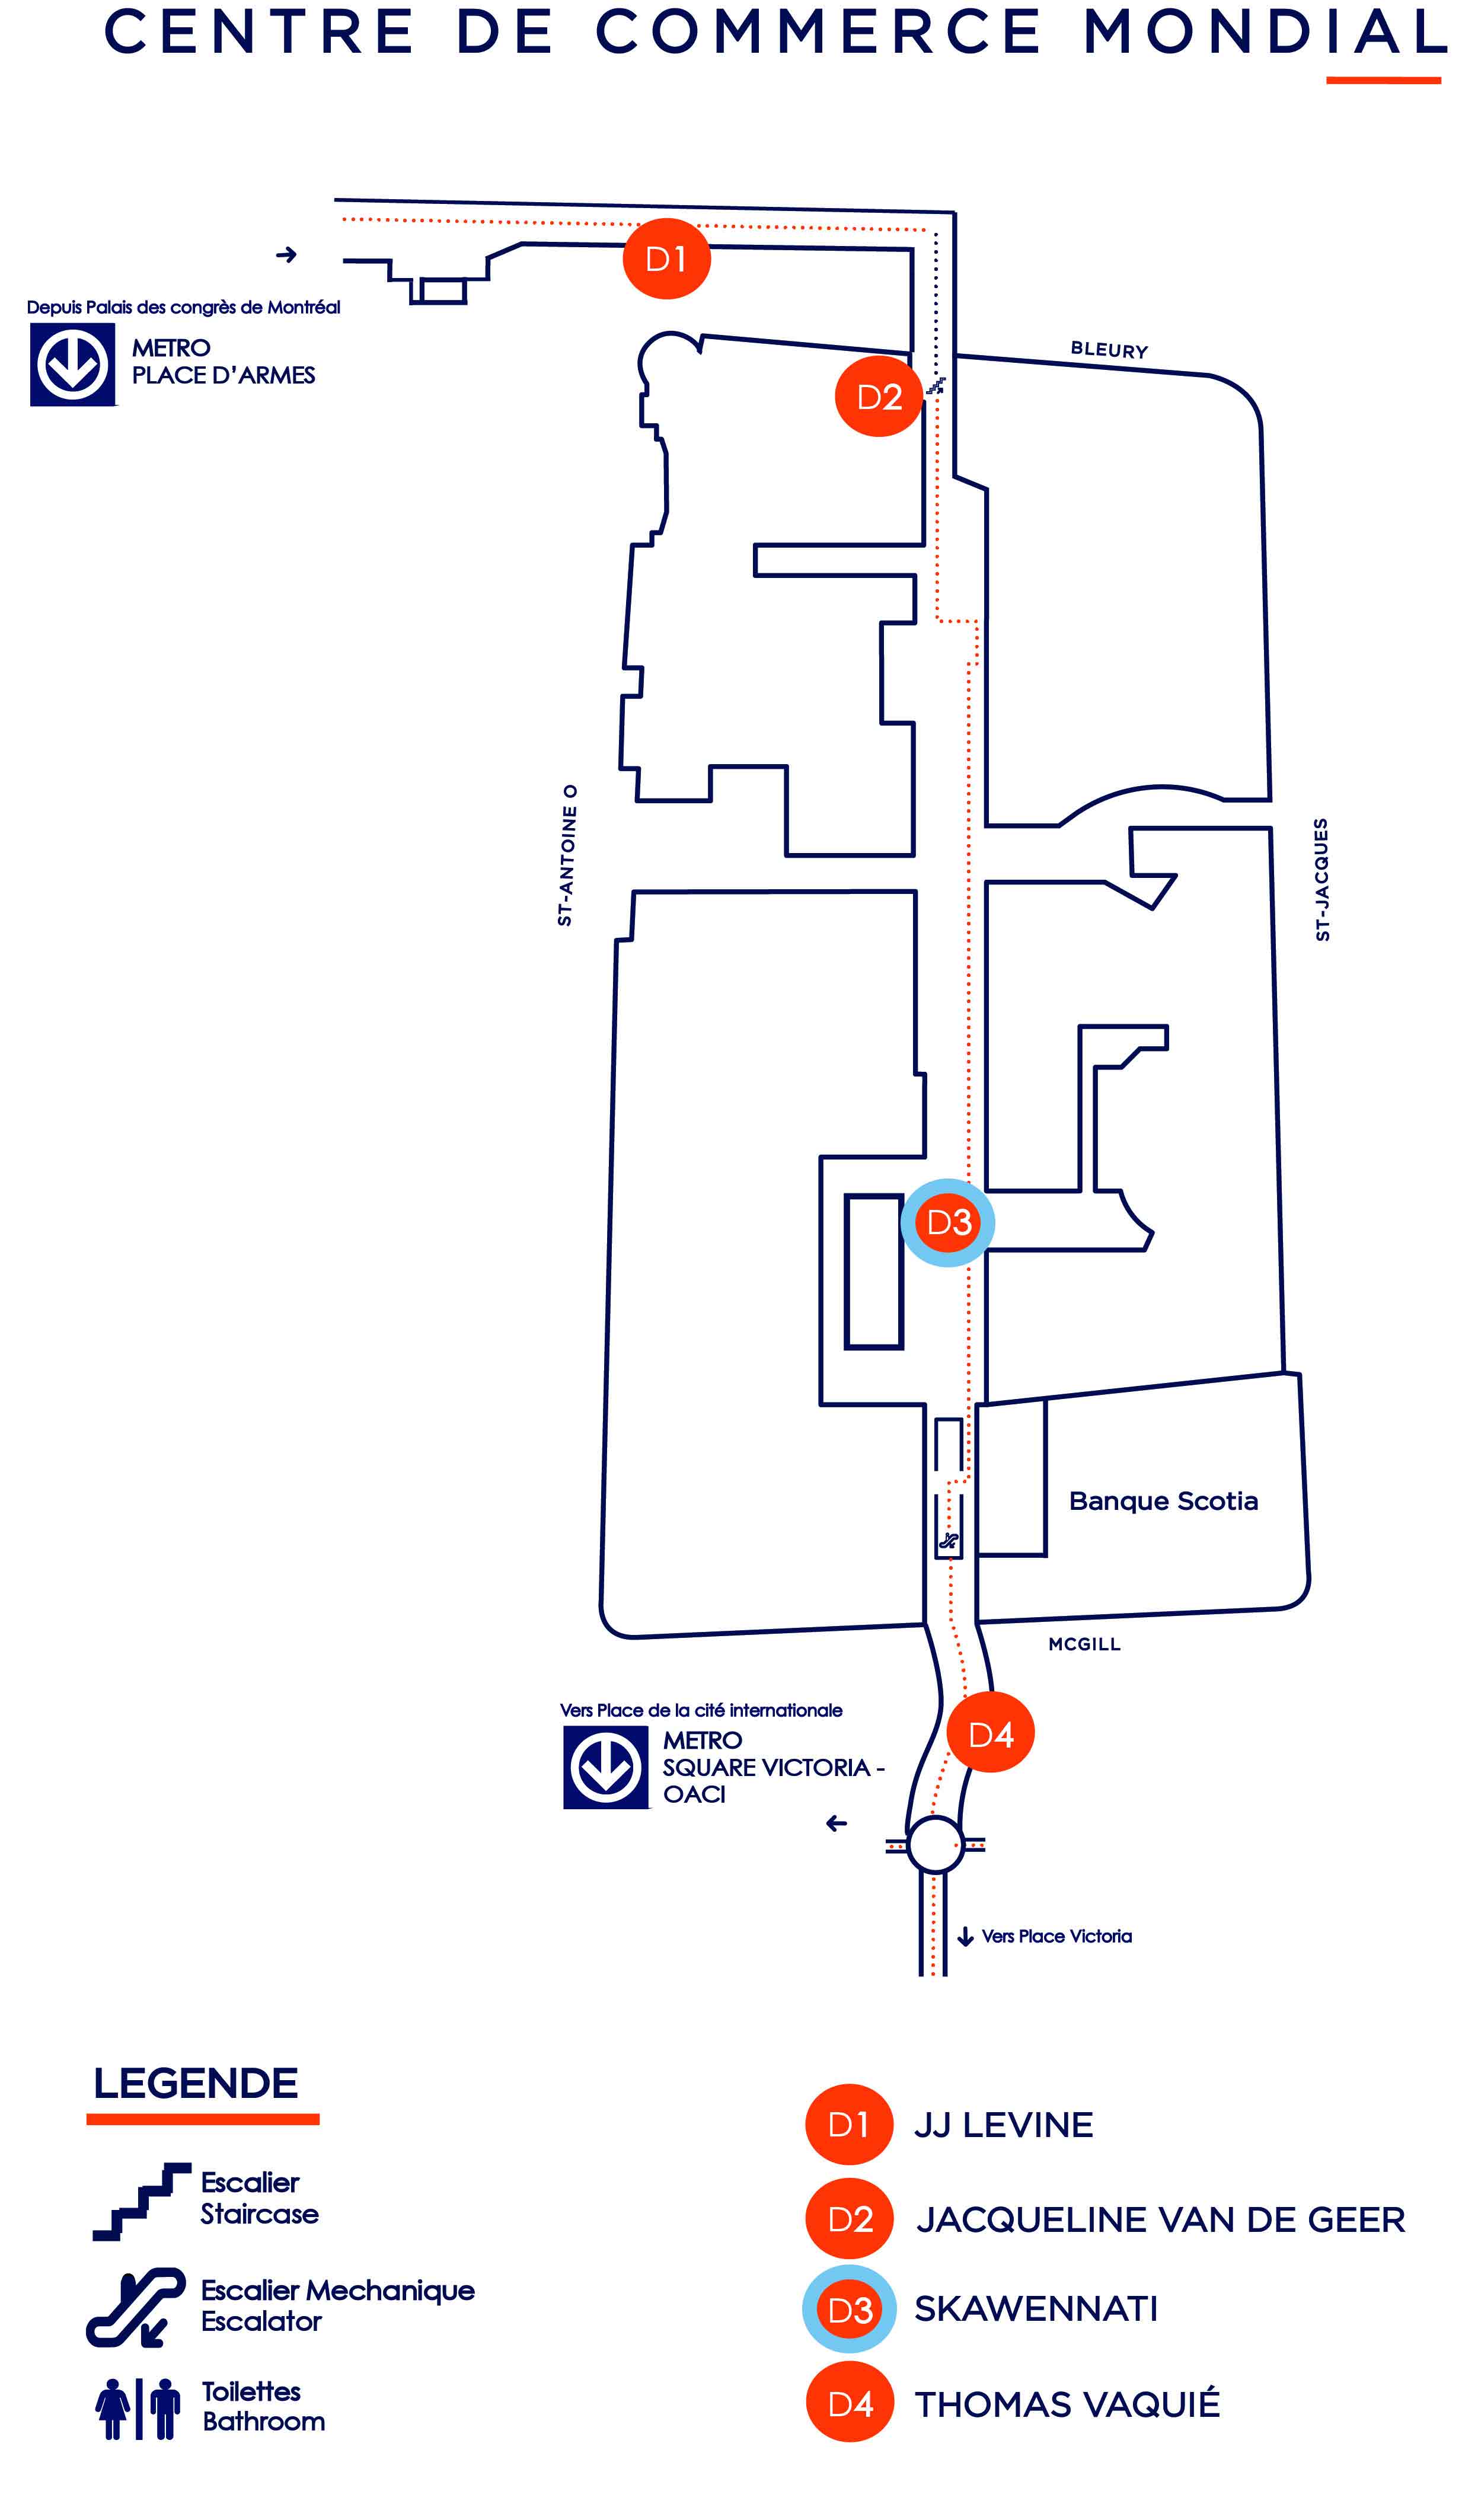 CENTRE DE COMMERCE MONDIAL
D1
Depuis Palais des congrès de Montréal
METRO
PLACE D'ARMES
BLEURY
D2
ST-ANTOINE O
ST-JACQUES
D3
Banque Scotia
MCGILL
Vers Place de la cité internationale
METRO
SQUARE VICTORIA -
OACI
D4
Vers Place Victoria
LEGENDE
Escalier
Staircase
Escalier Mechanique
Escalator
Toilettes
Bathroom
D1 JJ LEVINE
D2 JACQUELINE VAN DE GEER
D3 SKAWENNATI
D4 THOMAS VAQUIÉ